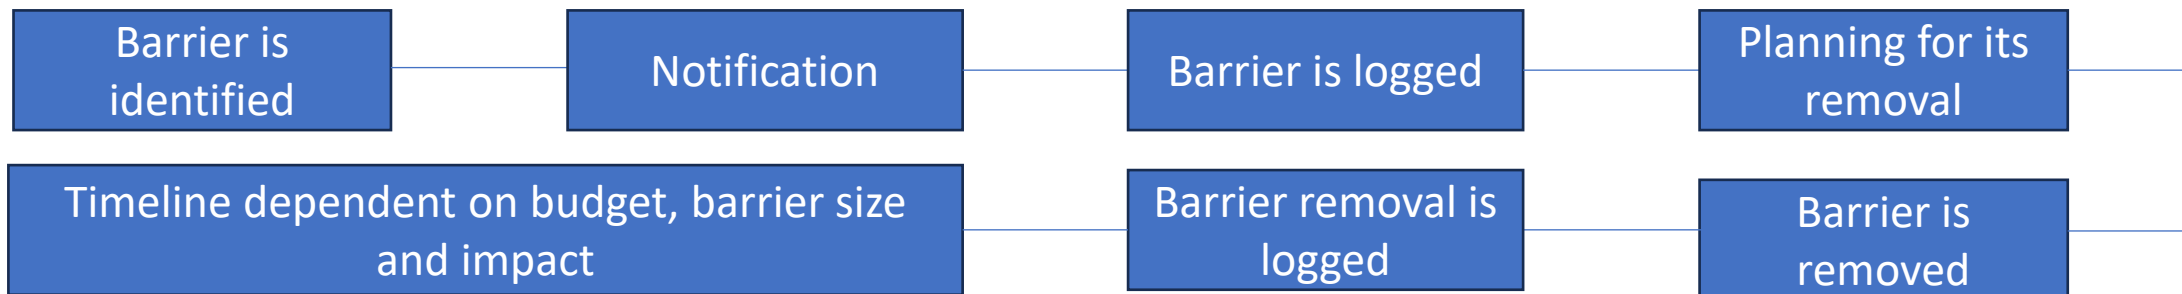 Barrier is
identified
Notification
Barrier is logged
Planning for its
removal
Timeline dependent on budget, barrier size
and impact
Barrier removal is
logged
Barrier is
removed